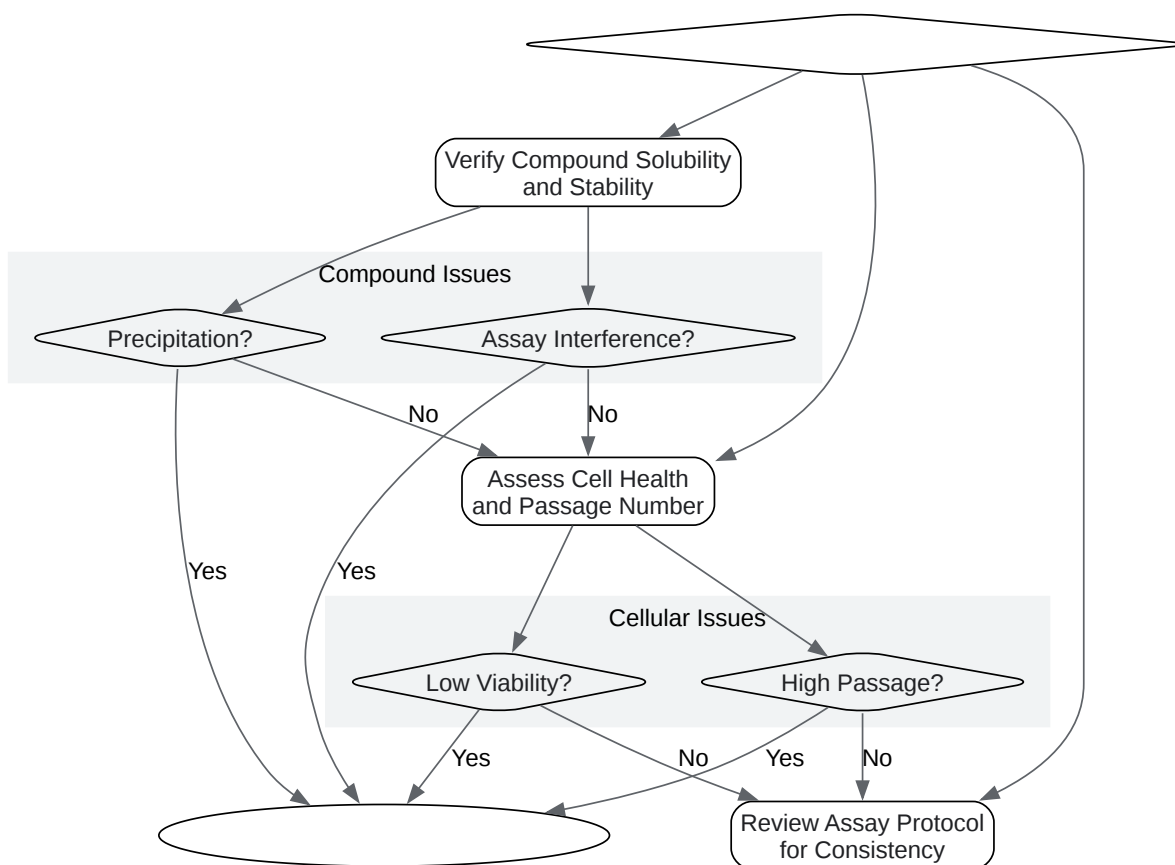 Verify Compound Solubility
and Stability
Compound Issues
Precipitation?
Assay Interference?
No
No
Assess Cell Health
and Passage Number
Yes
Yes
Cellular Issues
Low Viability?
High Passage?
Yes
No
Yes
No
Review Assay Protocol
for Consistency